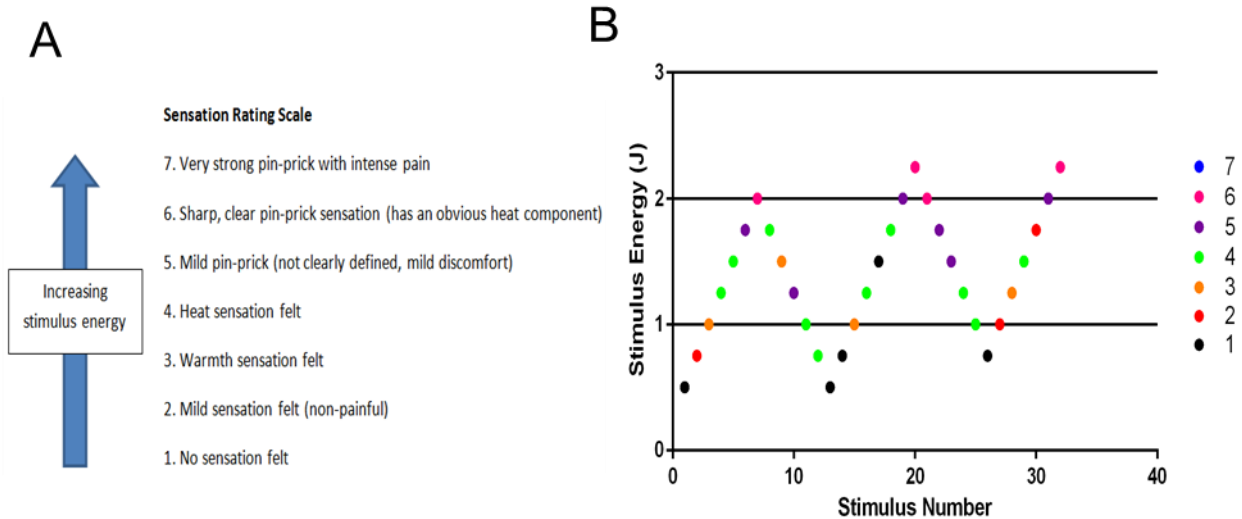 A
Sensation Rating Scale
7. Very strong pin-prick with intense pain
6. Sharp, clear pin-prick sensation (has an obvious heat component)
5. Mild pin-prick (not clearly defined, mild discomfort)
4. Heat sensation felt
3. Warmth sensation felt
2. Mild sensation felt (non-painful)
1. No sensation felt
Increasing
stimulus energy
B
Stimulus Energy (J)
3
2
1
0
0
10
20
30
40
Stimulus Number
7
6
5
4
3
2
1